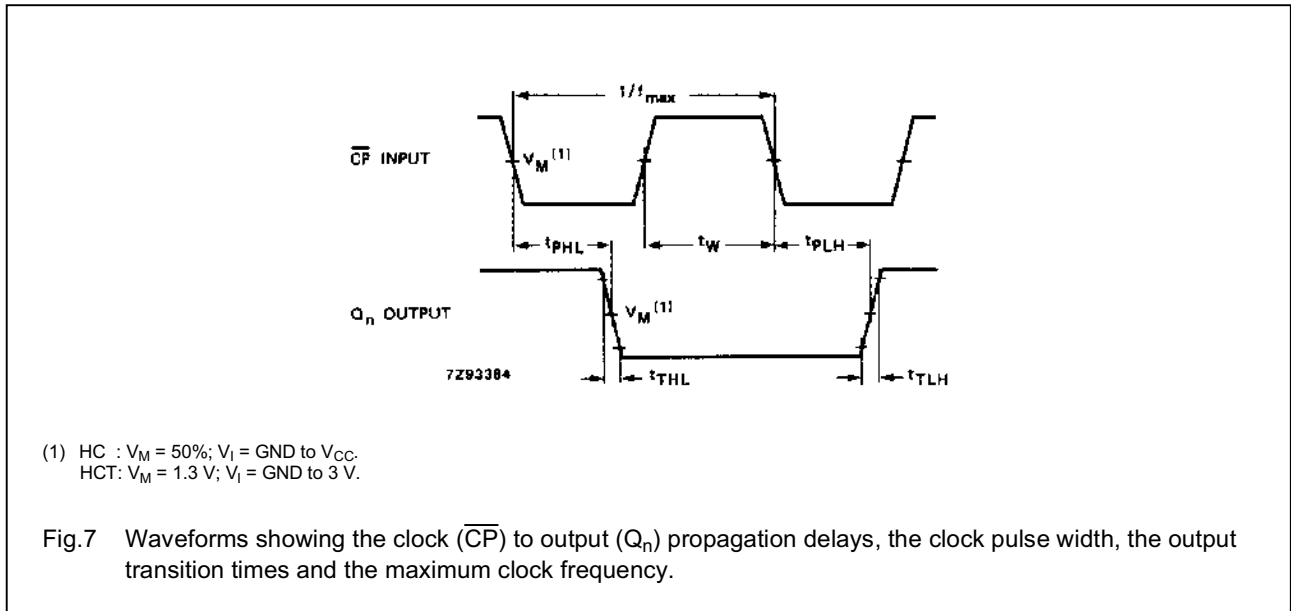 1/fmax
C̅P̅ INPUT
VM(1)
tPHL
tW
tPLH
Qn OUTPUT
VM(1)
7Z93384
tTHL
tTLH
(1) HC : VM = 50%; VI = GND to VCC.
HCT: VM = 1.3 V; VI = GND to 3 V.
Fig.7 Waveforms showing the clock (C̅P̅) to output (Qn) propagation delays, the clock pulse width, the output
transition times and the maximum clock frequency.